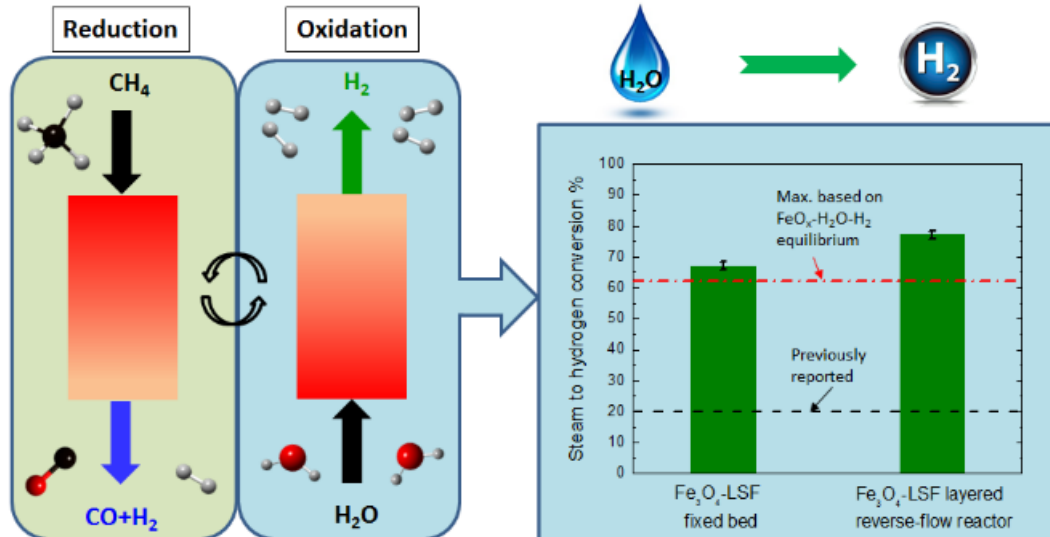 Reduction
Oxidation
CH₄
H₂
CO+H₂
H₂O
H₂O
H₂
Steam to hydrogen conversion %
100
90
80
70
60
50
40
30
20
10
0
Max. based on
FeOₓ-H₂O-H₂
equilibrium
Previously
reported
Fe₃O₄-LSF
fixed bed
Fe₃O₄-LSF layered
reverse-flow reactor